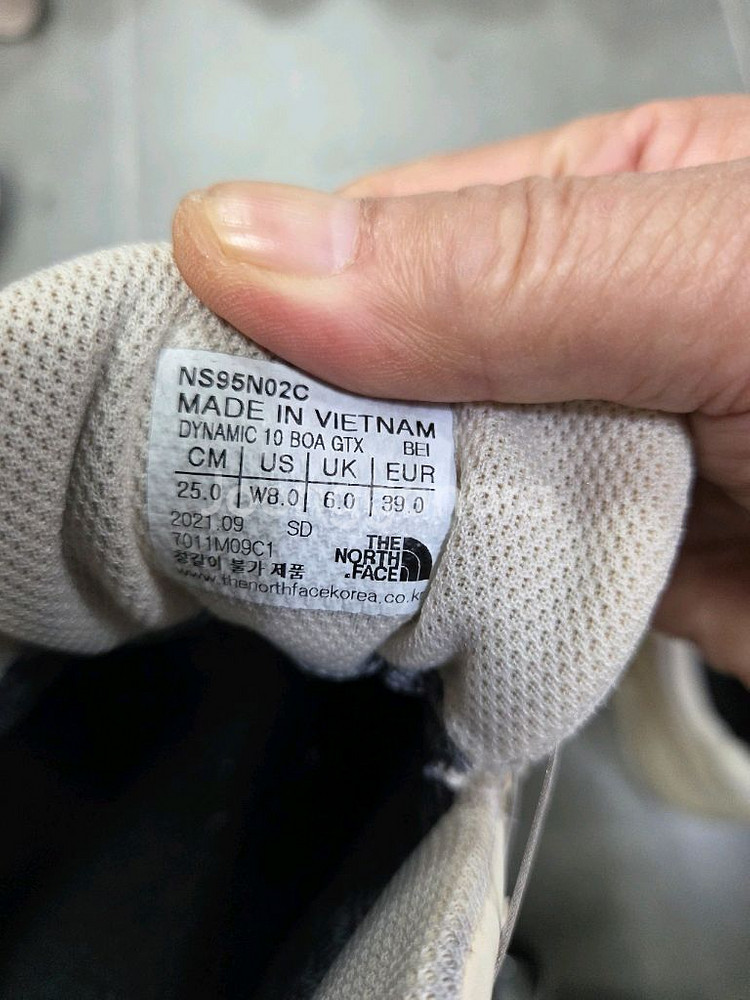 NS95N02C
MADE IN VIETNAM
DYNAMIC 10 BOA GTX BEI
CM US UK EUR
25.0 W8.0 6.0 39.0
2021.09 SD
7011M09C1
창갈이 불가 제품
THE NORTH FACE
www.thenorthfacekorea.co.kr